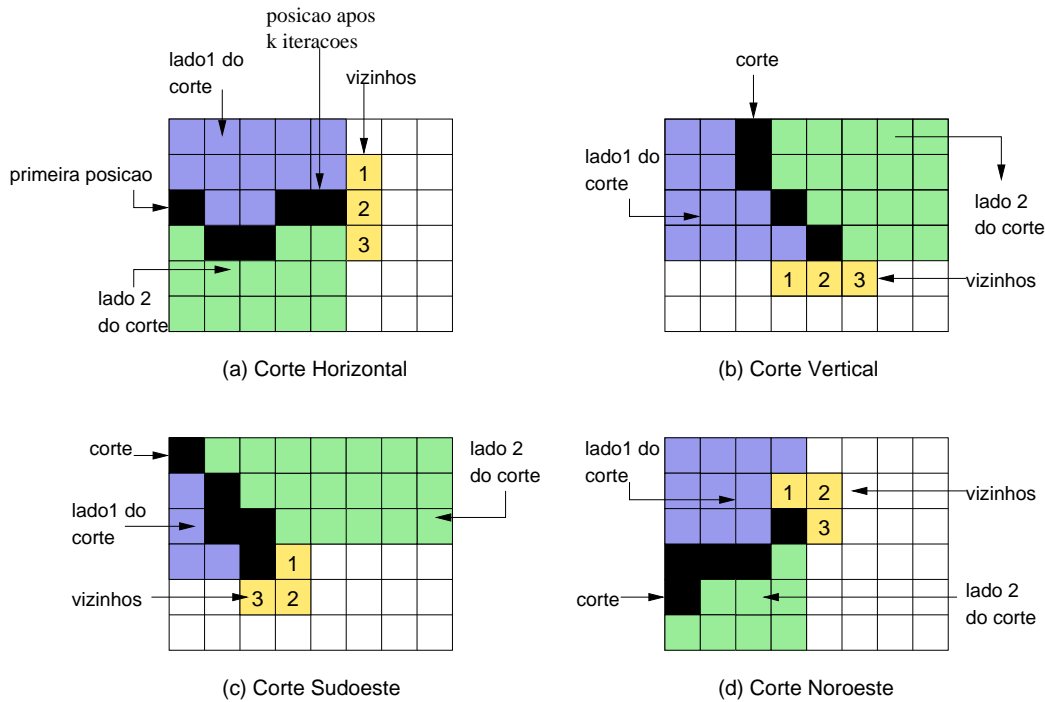 posicao apos
k iteracoes
lado1 do
corte
vizinhos
primeira posicao
1
2
3
lado 2
do corte
(a) Corte Horizontal
corte
lado1 do
corte
lado 2
do corte
1 2 3
vizinhos
(b) Corte Vertical
corte
lado 2
do corte
lado1 do
corte
1
vizinhos
3 2
(c) Corte Sudoeste
lado1 do
corte
1 2
vizinhos
3
corte
lado 2
do corte
(d) Corte Noroeste